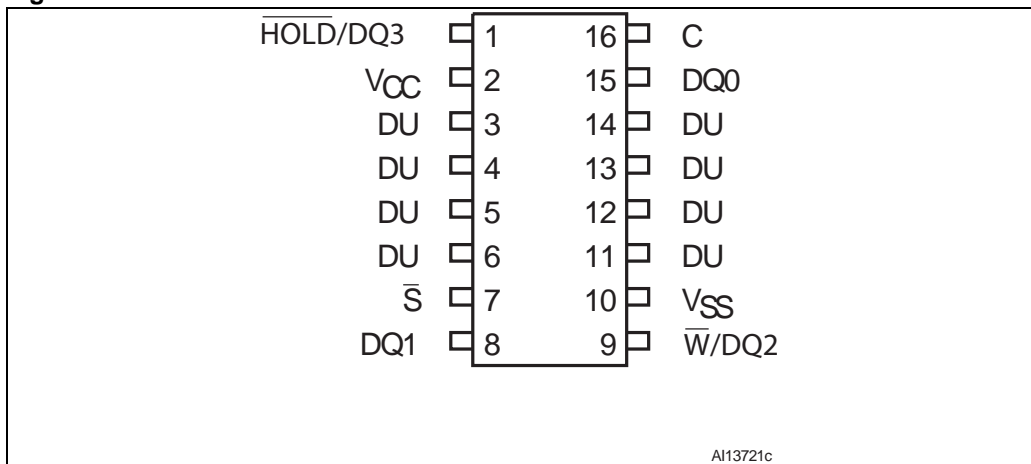 H̅O̅L̅D̅/DQ3 1 16 C
VCC 2 15 DQ0
DU 3 14 DU
DU 4 13 DU
DU 5 12 DU
DU 6 11 DU
S̅ 7 10 VSS
DQ1 8 9 W̅/DQ2
AI13721c